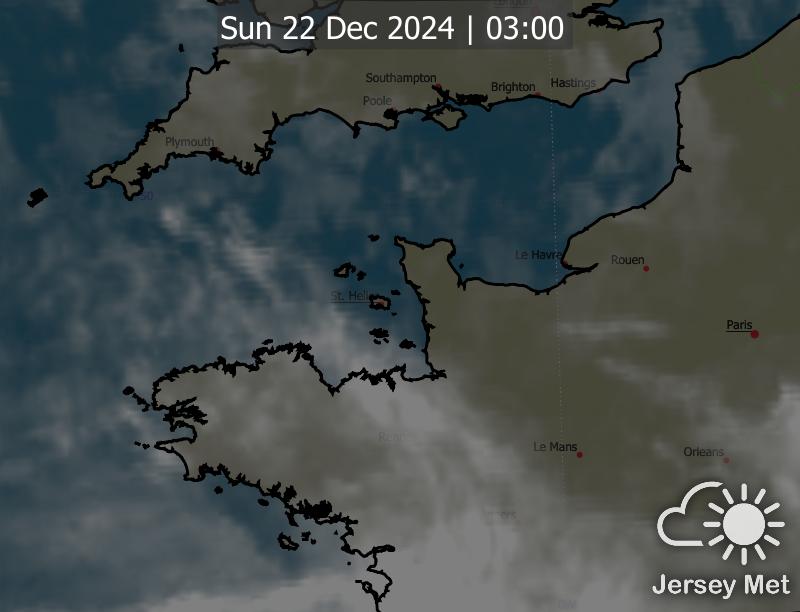 Sun 22 Dec 2024 | 03:00
Southampton
Brighton
Hastings
Poole
Plymouth
50
Le Havre
Rouen
St. Helier
Paris
Le Mans
Orleans
Jersey Met